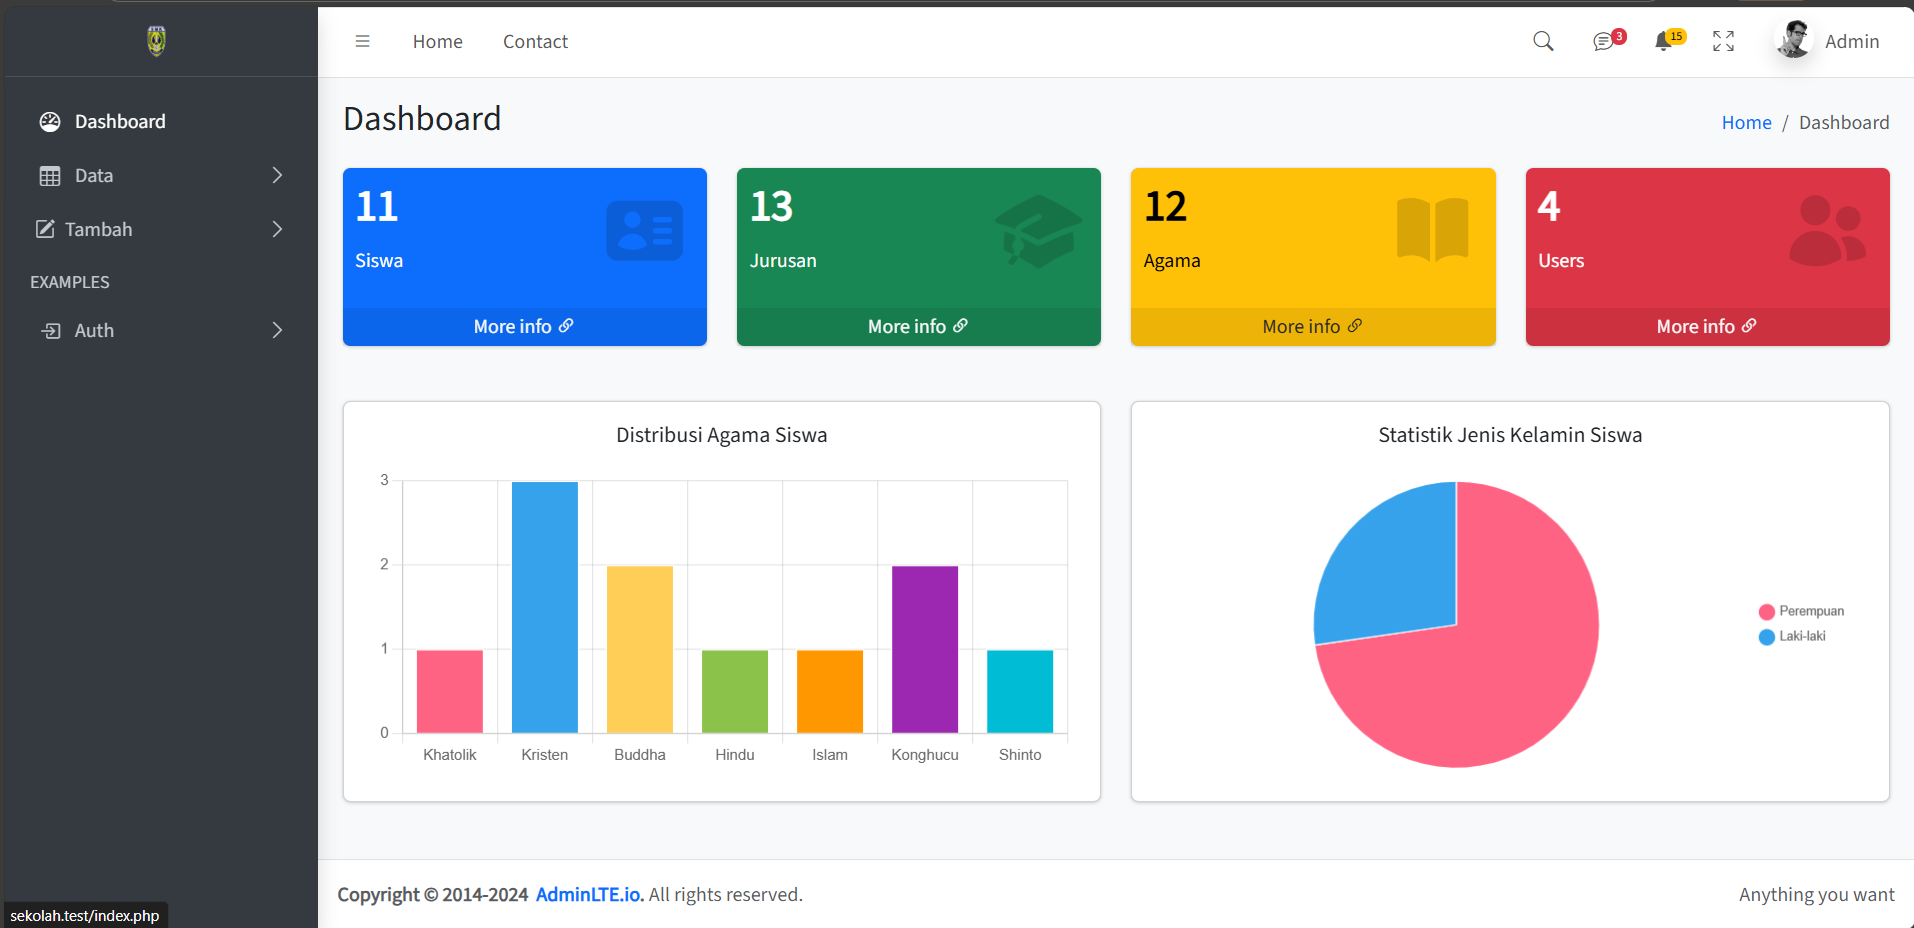 Home
Contact
3
15
Admin
Dashboard
Data
Tambah
EXAMPLES
Auth
Dashboard
Home / Dashboard
11
Siswa
More info
13
Jurusan
More info
12
Agama
More info
4
Users
More info
Distribusi Agama Siswa
3
2
1
0
Khatolik
Kristen
Buddha
Hindu
Islam
Konghucu
Shinto
Statistik Jenis Kelamin Siswa
Perempuan
Laki-laki
Copyright © 2014-2024 AdminLTE.io. All rights reserved.
Anything you want
sekolah.test/index.php